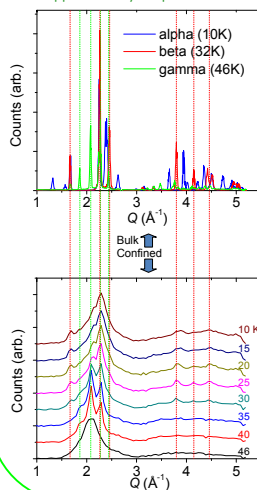 alpha (10K)
beta (32K)
gamma (46K)
Counts (arb.)
1 2 3 4 5
Q (Å⁻¹)
Bulk
Confined
Counts (arb.)
10 K
15
20
25
30
35
40
46
1 2 3 4 5
Q (Å⁻¹)